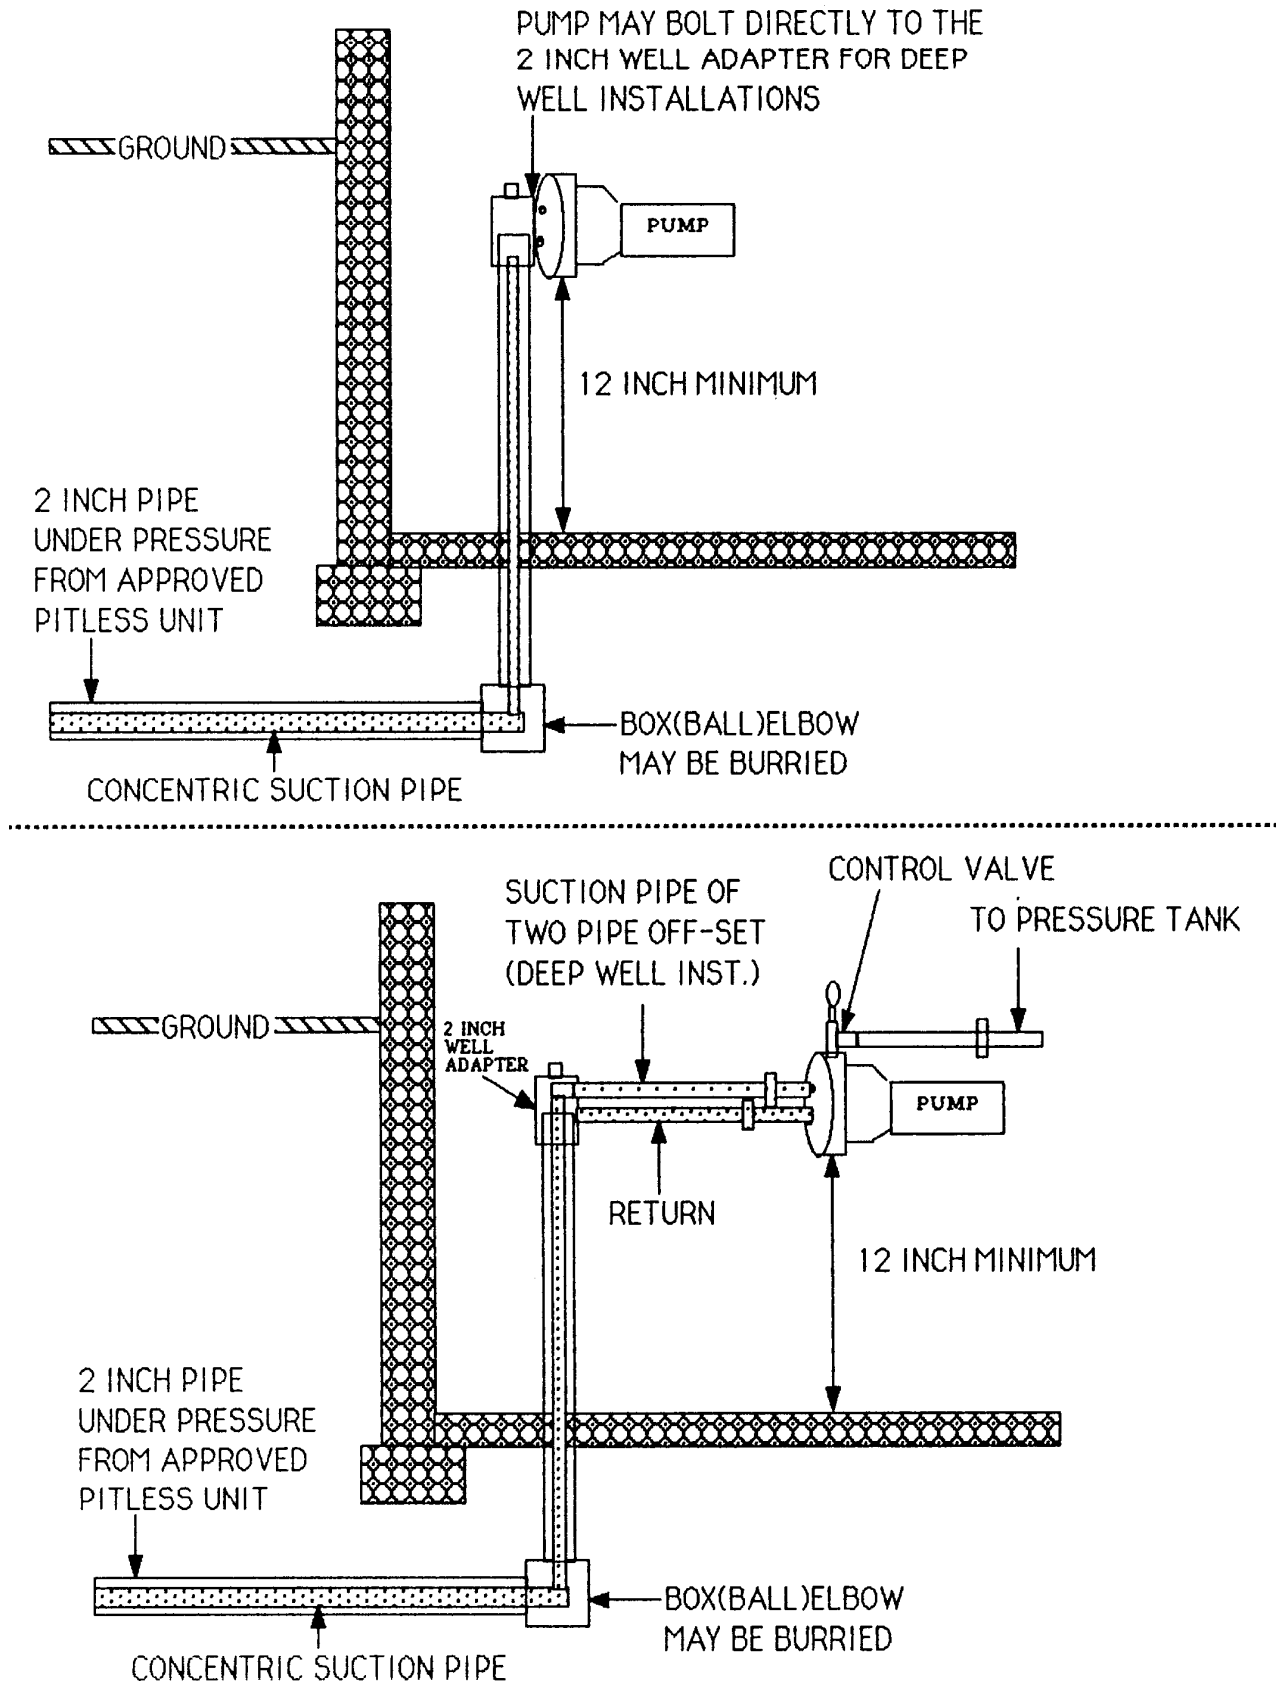 PUMP MAY BOLT DIRECTLY TO THE
2 INCH WELL ADAPTER FOR DEEP
WELL INSTALLATIONS
GROUND
PUMP
12 INCH MINIMUM
2 INCH PIPE
UNDER PRESSURE
FROM APPROVED
PITLESS UNIT
BOX(BALL)ELBOW
MAY BE BURRIED
CONCENTRIC SUCTION PIPE
CONTROL VALVE
TO PRESSURE TANK
SUCTION PIPE OF
TWO PIPE OFF-SET
(DEEP WELL INST.)
GROUND
2 INCH
WELL
ADAPTER
PUMP
RETURN
12 INCH MINIMUM
2 INCH PIPE
UNDER PRESSURE
FROM APPROVED
PITLESS UNIT
BOX(BALL)ELBOW
MAY BE BURRIED
CONCENTRIC SUCTION PIPE